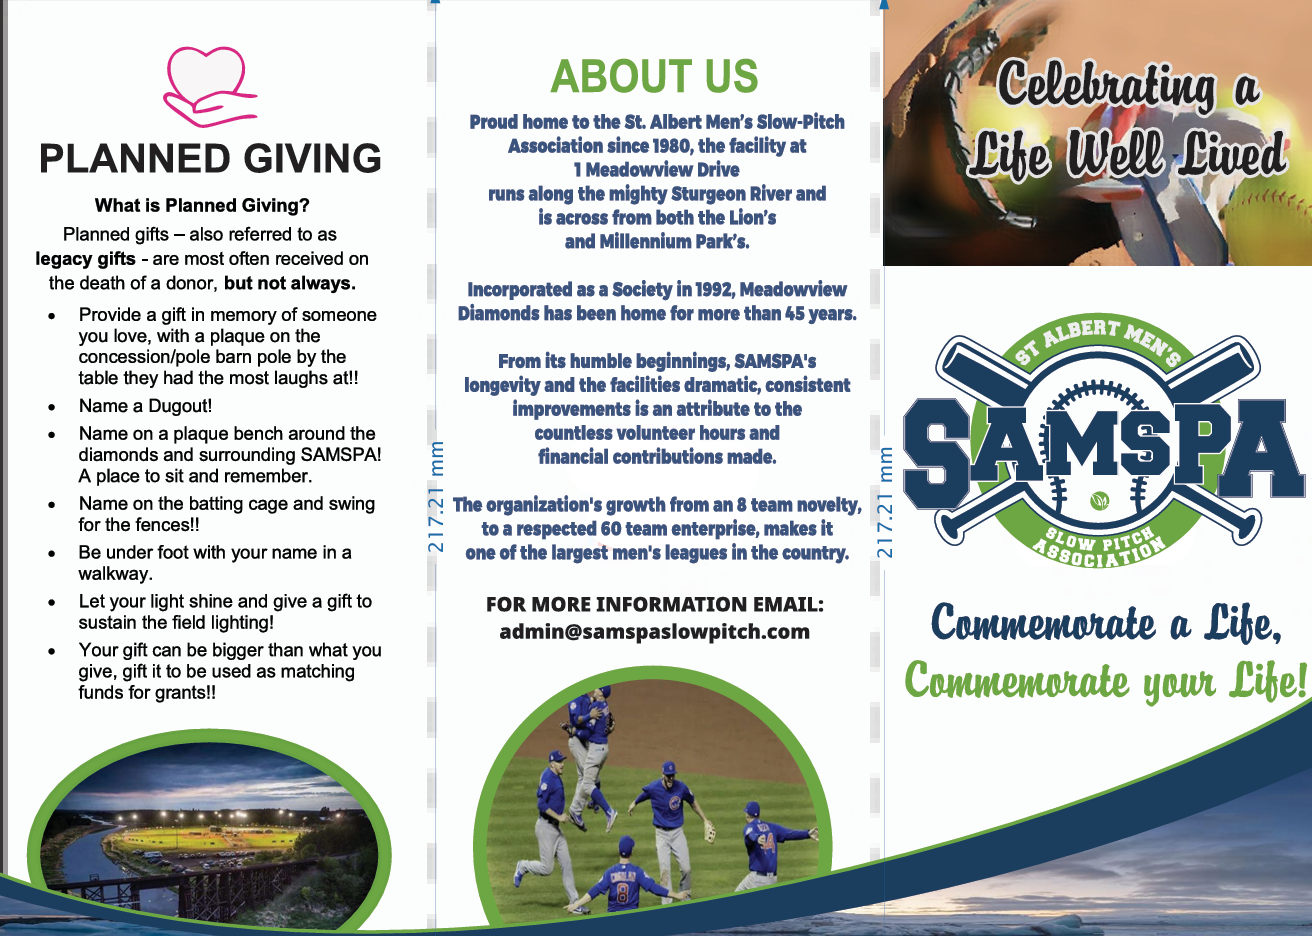 PLANNED GIVING
What is Planned Giving?
Planned gifts – also referred to as
legacy gifts - are most often received on
the death of a donor, but not always.
• Provide a gift in memory of someone
you love, with a plaque on the
concession/pole barn pole by the
table they had the most laughs at!!
• Name a Dugout!
• Name on a plaque bench around the
diamonds and surrounding SAMSPA!
A place to sit and remember.
• Name on the batting cage and swing
for the fences!!
• Be under foot with your name in a
walkway.
• Let your light shine and give a gift to
sustain the field lighting!
• Your gift can be bigger than what you
give, gift it to be used as matching
funds for grants!!
217.21 mm
ABOUT US
Proud home to the St. Albert Men’s Slow-Pitch
Association since 1980, the facility at
1 Meadowview Drive
runs along the mighty Sturgeon River and
is across from both the Lion’s
and Millennium Park’s.
Incorporated as a Society in 1992, Meadowview
Diamonds has been home for more than 45 years.
From its humble beginnings, SAMSPA's
longevity and the facilities dramatic, consistent
improvements is an attribute to the
countless volunteer hours and
financial contributions made.
The organization's growth from an 8 team novelty,
to a respected 60 team enterprise, makes it
one of the largest men's leagues in the country.
FOR MORE INFORMATION EMAIL:
admin@samspaslowpitch.com
8
217.21 mm
Celebrating a
Life Well Lived
ST ALBERT MEN'S
SAMSPA
SLOW PITCH
ASSOCIATION
Commemorate a Life,
Commemorate your Life!